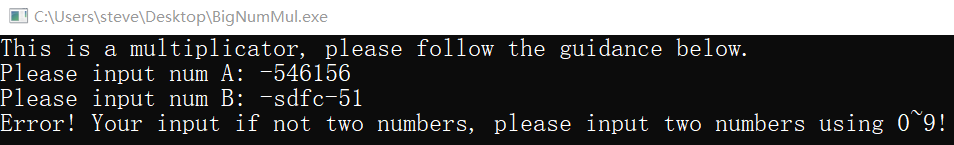 C:\Users\steve\Desktop\BigNumMul.exe
This is a multiplicator, please follow the guidance below.
Please input num A: -546156
Please input num B: -sdfc-51
Error! Your input if not two numbers, please input two numbers using 0~9!